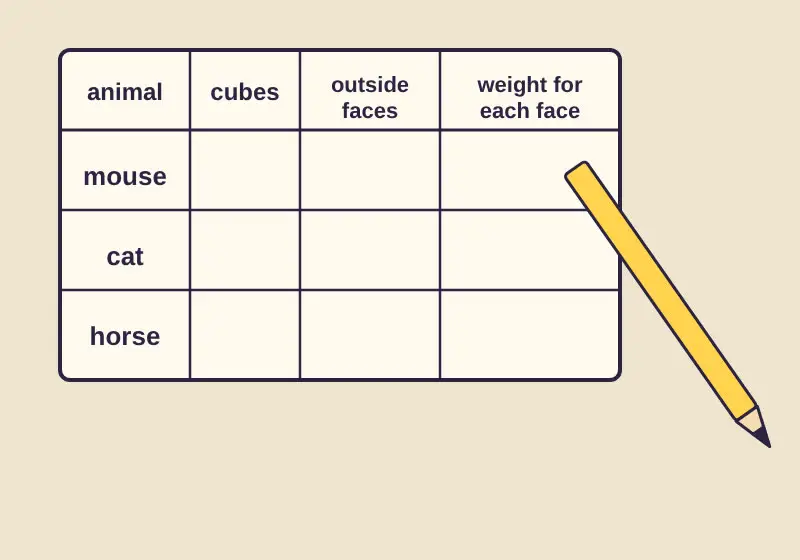 animal
cubes
outside
faces
weight for
each face
mouse
cat
horse